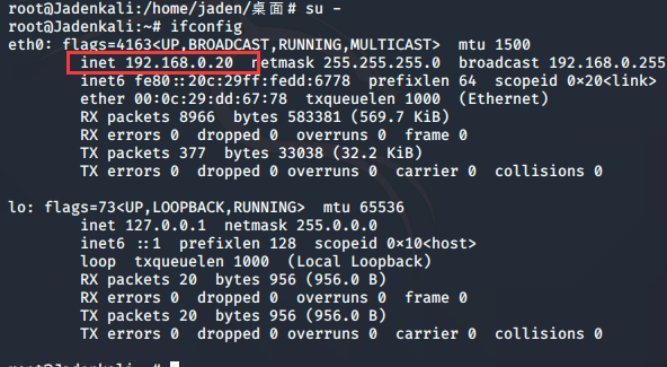 root@Jadenkali:/home/jaden/桌面# su -
root@Jadenkali:~# ifconfig
eth0: flags=4163<UP,BROADCAST,RUNNING,MULTICAST>  mtu 1500
        inet 192.168.0.20  netmask 255.255.255.0  broadcast 192.168.0.255
        inet6 fe80::20c:29ff:fedd:6778  prefixlen 64  scopeid 0×20<link>
        ether 00:0c:29:dd:67:78  txqueuelen 1000  (Ethernet)
        RX packets 8966  bytes 583381 (569.7 KiB)
        RX errors 0  dropped 0  overruns 0  frame 0
        TX packets 377  bytes 33038 (32.2 KiB)
        TX errors 0  dropped 0 overruns 0  carrier 0  collisions 0
lo: flags=73<UP,LOOPBACK,RUNNING>  mtu 65536
        inet 127.0.0.1  netmask 255.0.0.0
        inet6 ::1  prefixlen 128  scopeid 0×10<host>
        loop  txqueuelen 1000  (Local Loopback)
        RX packets 20  bytes 956 (956.0 B)
        RX errors 0  dropped 0  overruns 0  frame 0
        TX packets 20  bytes 956 (956.0 B)
        TX errors 0  dropped 0 overruns 0  carrier 0  collisions 0
root@Jadenkali:~#